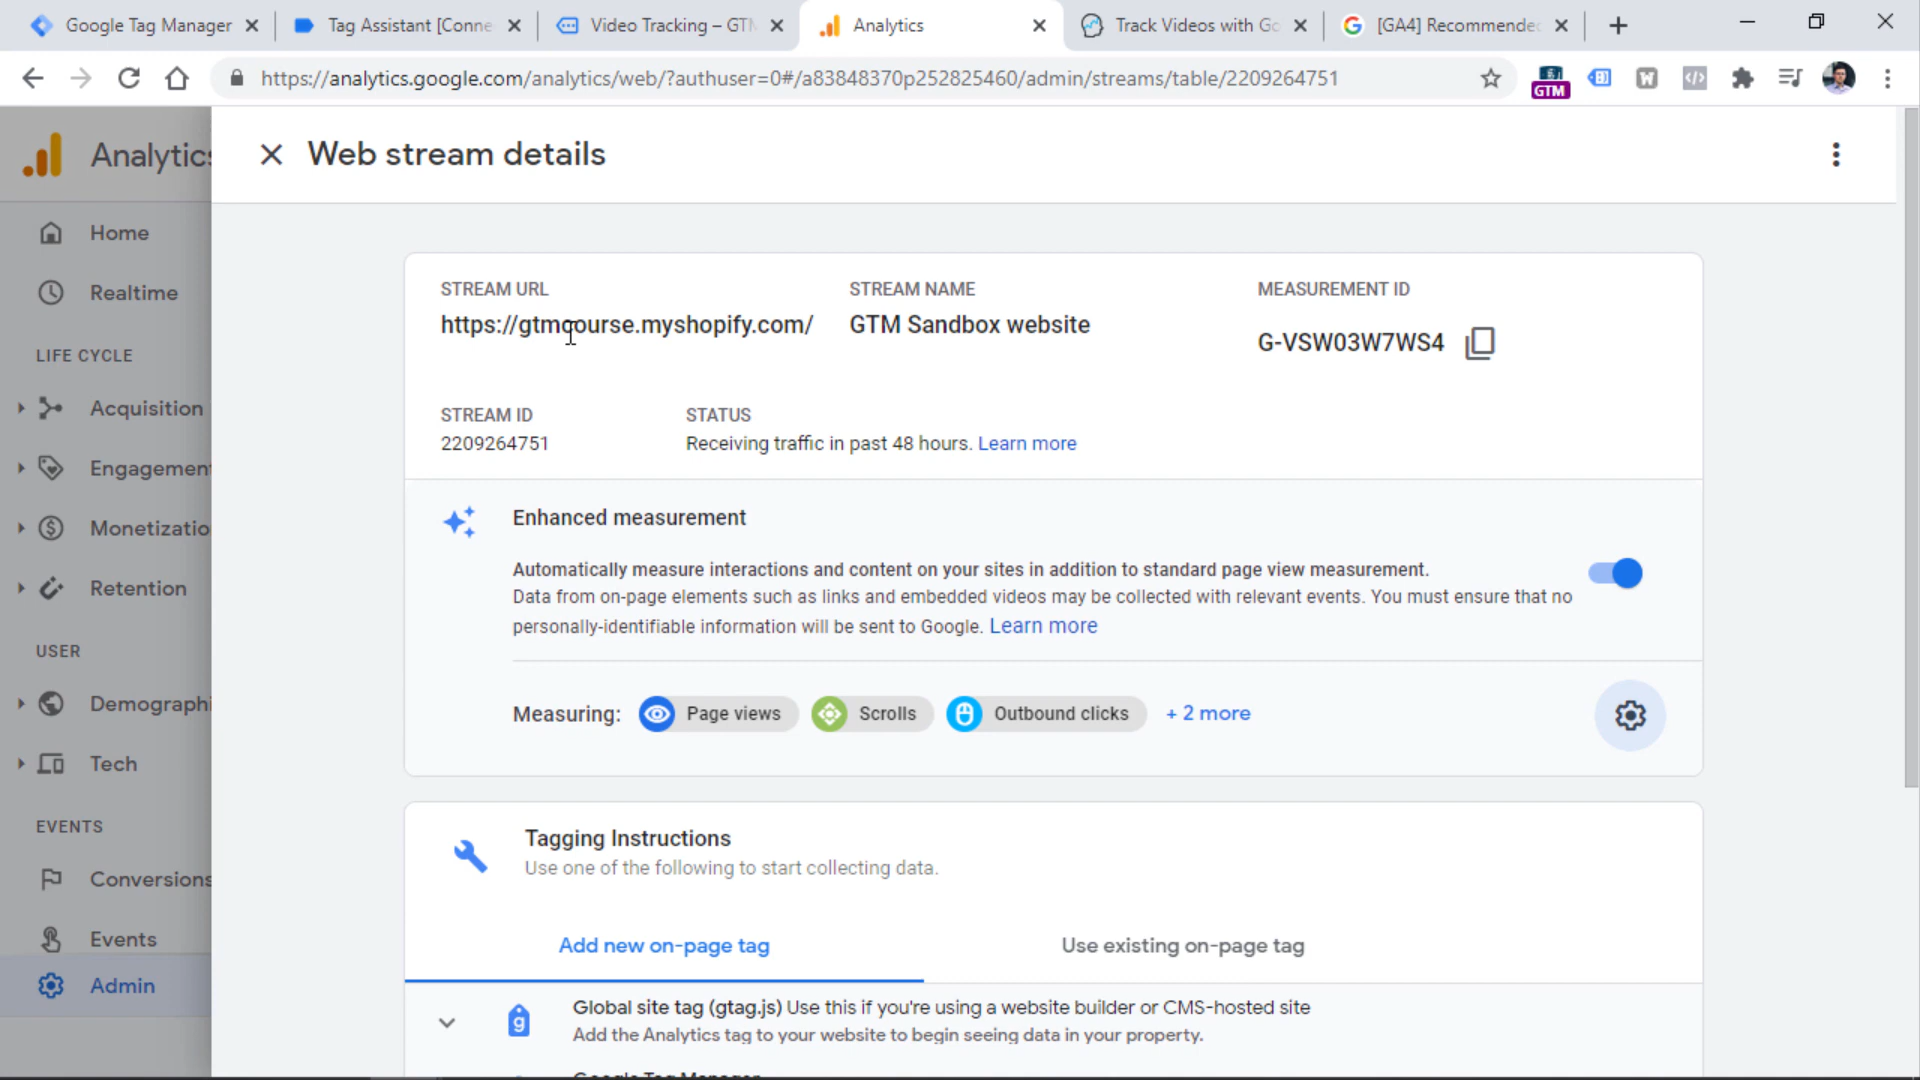 Google Tag Manager
Tag Assistant [Conne
Video Tracking – GTM
Analytics
Track Videos with Go
[GA4] Recommended
https://analytics.google.com/analytics/web/?authuser=0#/a83848370p252825460/admin/streams/table/2209264751
GTM
Analytics
Web stream details
Home
Realtime
LIFE CYCLE
Acquisition
Engagement
Monetizatio
Retention
USER
Demographi
Tech
EVENTS
Conversions
Events
Admin
STREAM URL
https://gtmcourse.myshopify.com/
STREAM NAME
GTM Sandbox website
MEASUREMENT ID
G-VSW03W7WS4
STREAM ID
2209264751
STATUS
Receiving traffic in past 48 hours. Learn more
Enhanced measurement
Automatically measure interactions and content on your sites in addition to standard page view measurement.
Data from on-page elements such as links and embedded videos may be collected with relevant events. You must ensure that no
personally-identifiable information will be sent to Google. Learn more
Measuring: Page views Scrolls Outbound clicks + 2 more
Tagging Instructions
Use one of the following to start collecting data.
Add new on-page tag
Use existing on-page tag
Global site tag (gtag.js) Use this if you're using a website builder or CMS-hosted site
Add the Analytics tag to your website to begin seeing data in your property.
Google Tag Manager